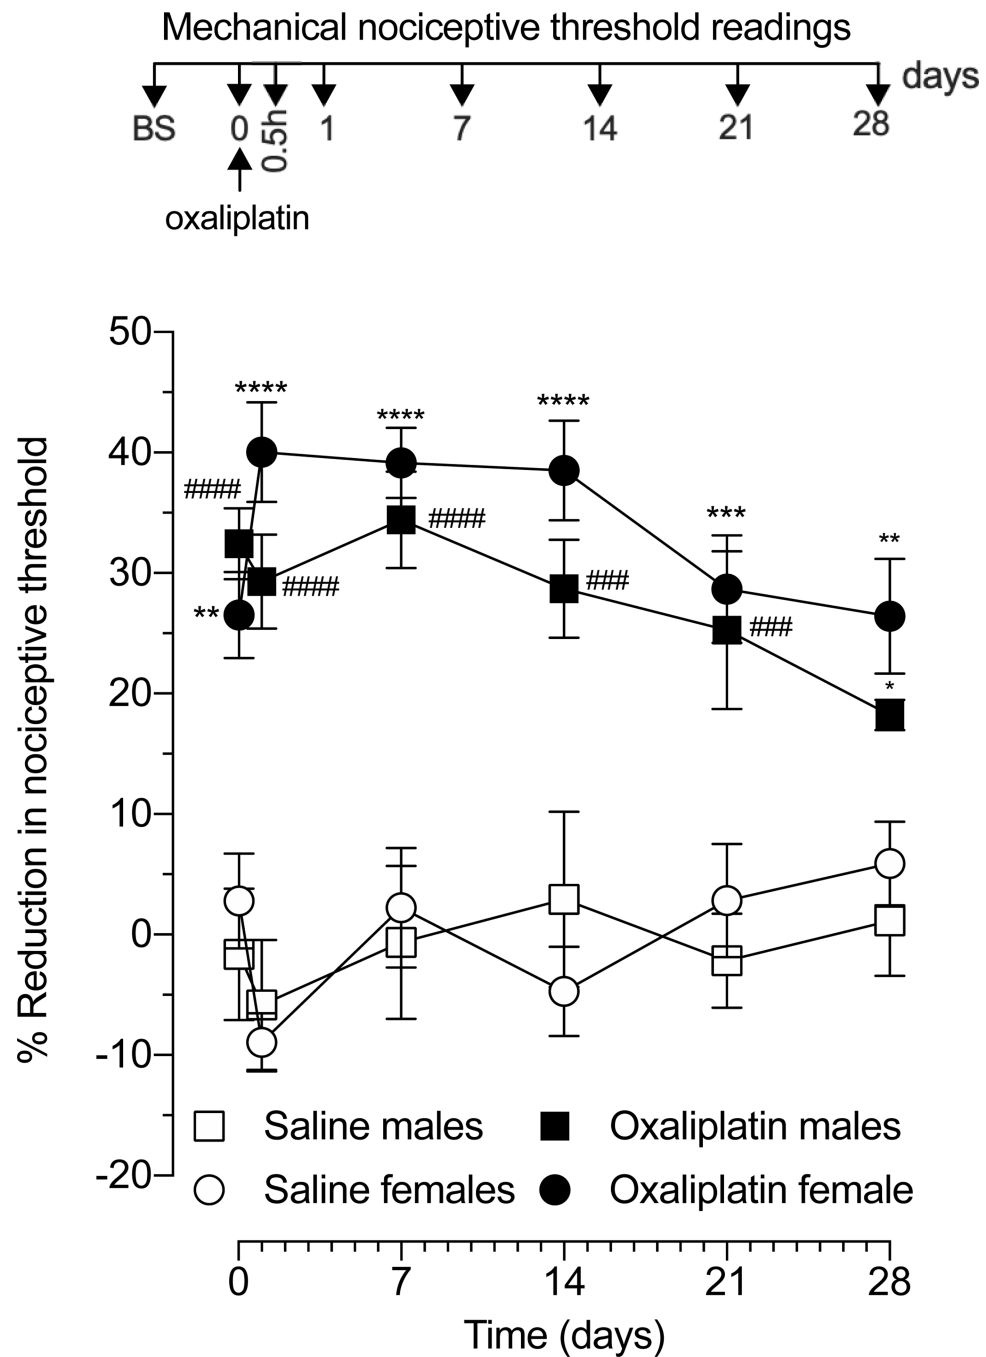 Mechanical nociceptive threshold readings
days
BS 0 0.5h 1 7 14 21 28
oxaliplatin
% Reduction in nociceptive threshold
50
40
30
20
10
0
-10
-20
****
****
****
***
**
####
####
####
###
###
**
*
Saline males
Oxaliplatin males
Saline females
Oxaliplatin female
0 7 14 21 28
Time (days)